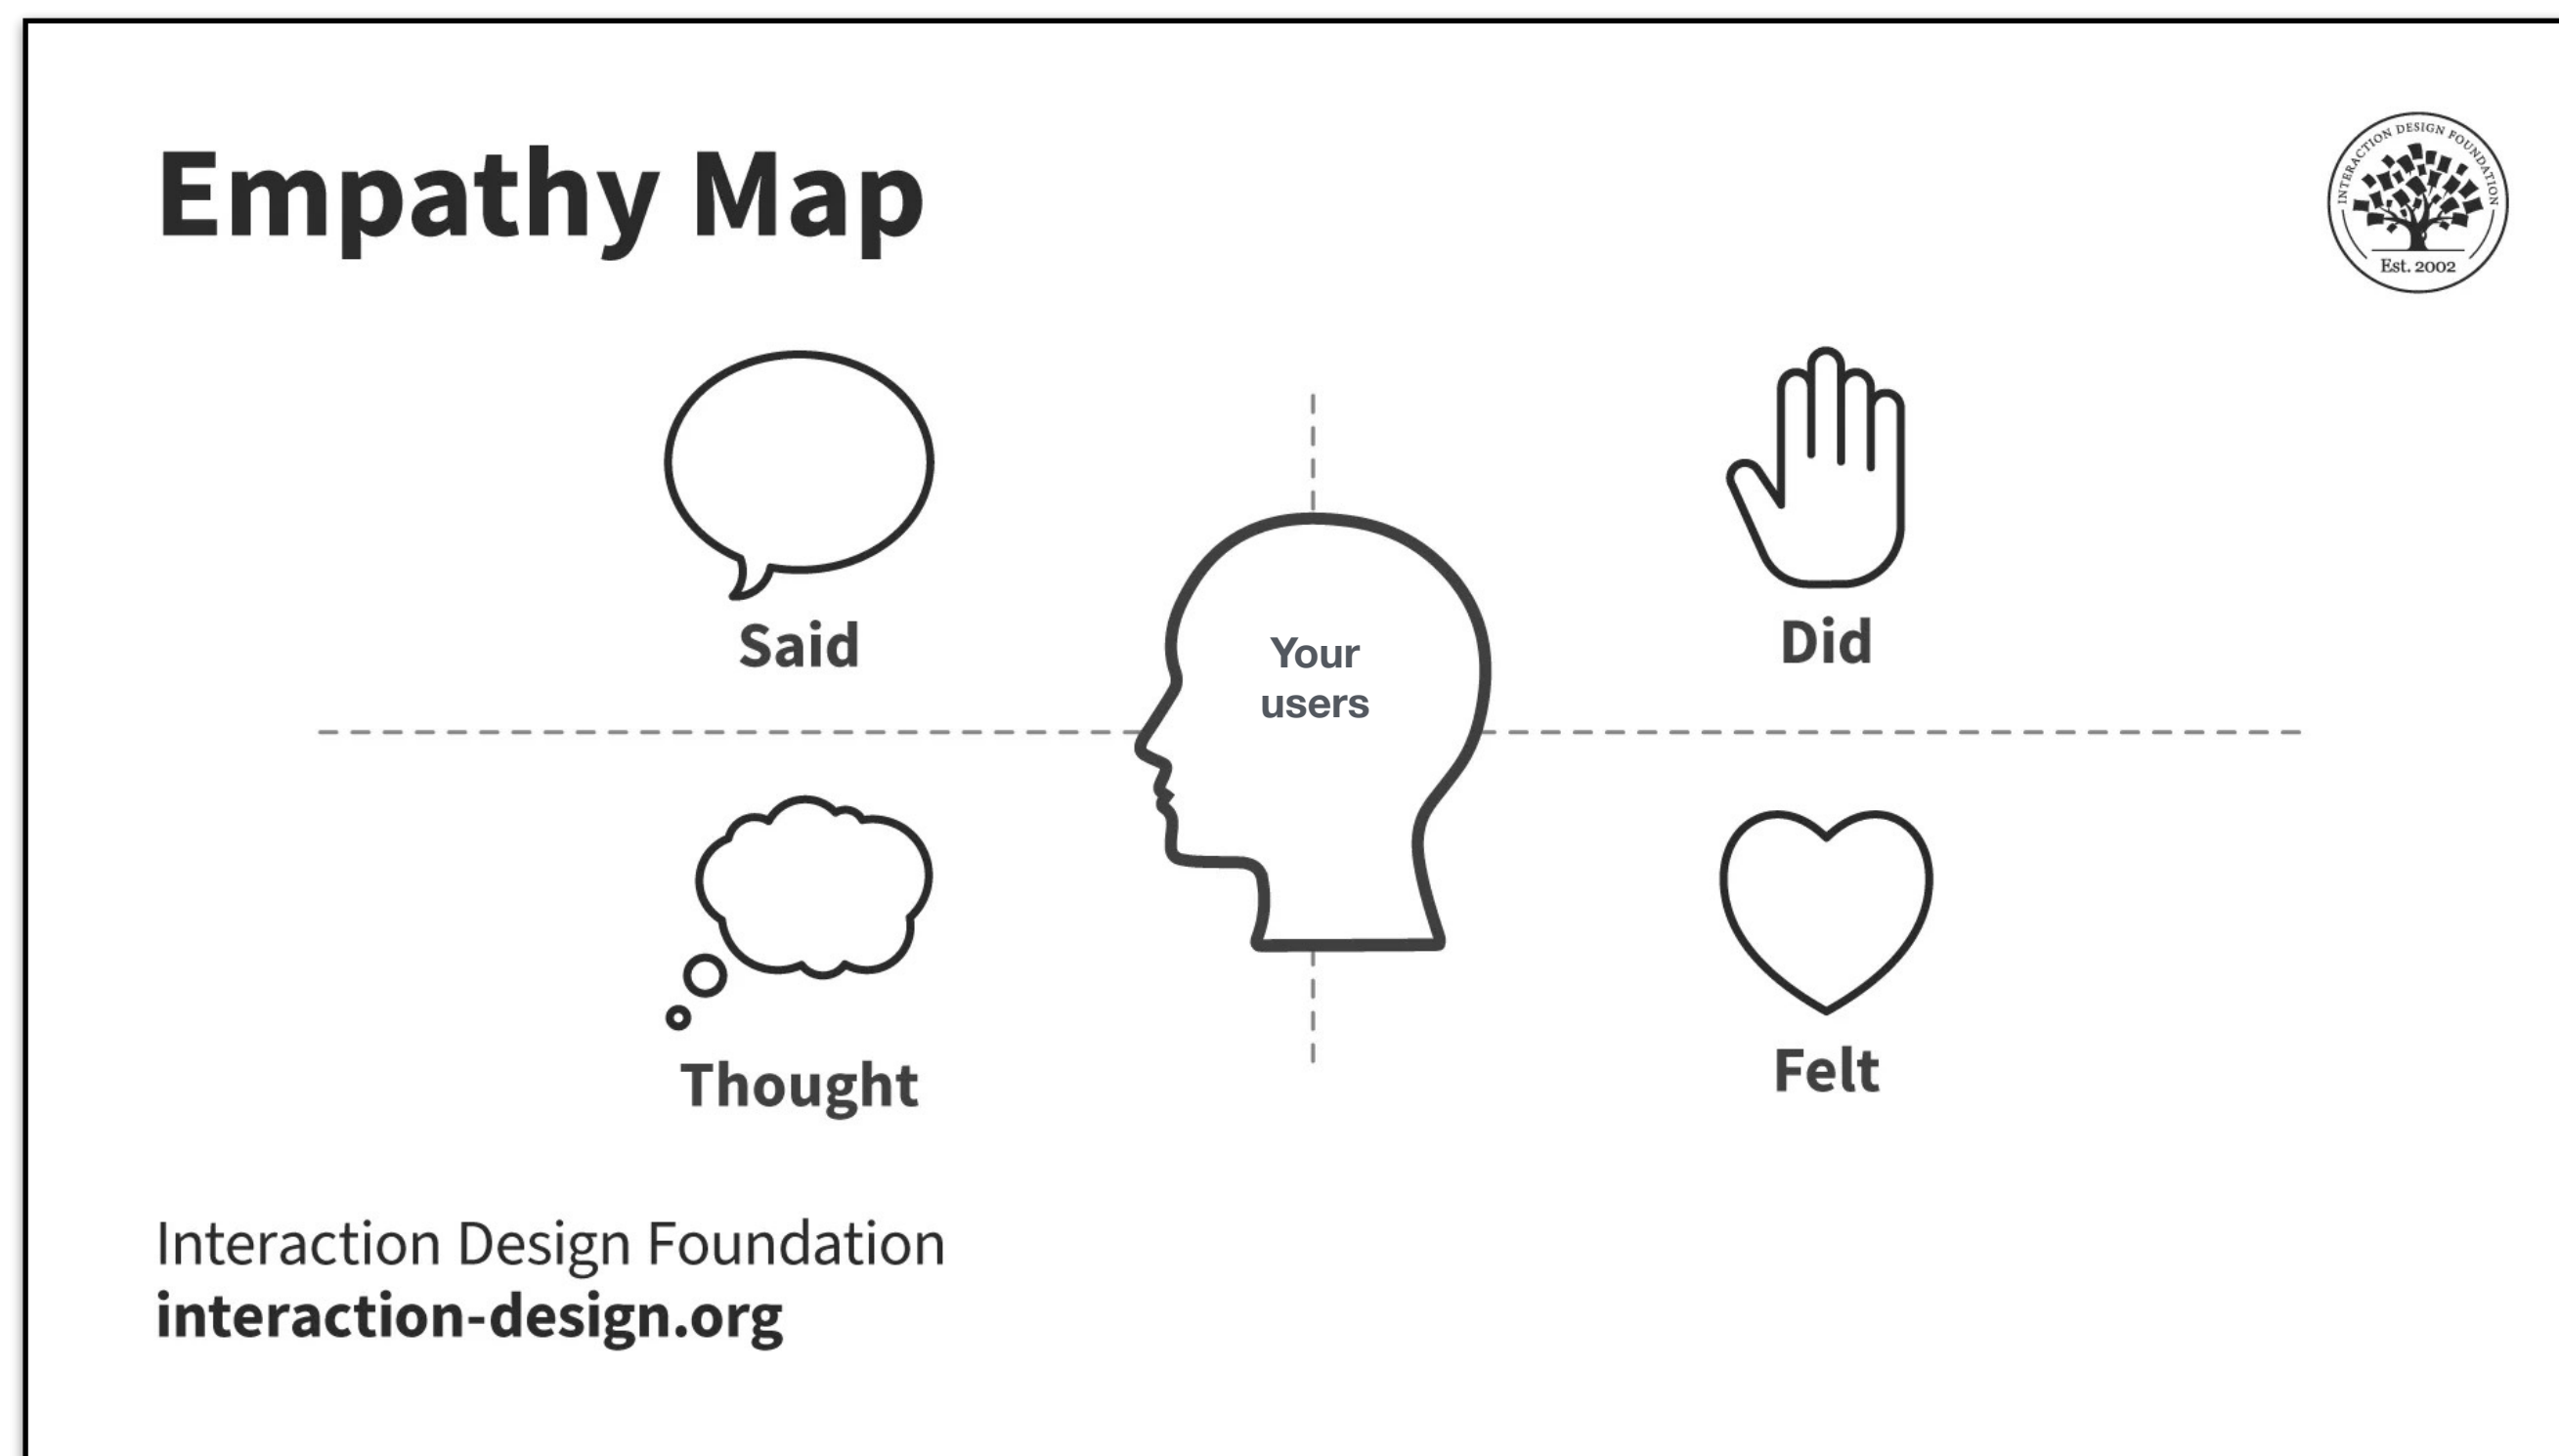 Empathy Map
INTERACTION DESIGN FOUNDATION
Est. 2002
Said
Did
Your
users
Thought
Felt
Interaction Design Foundation
interaction-design.org